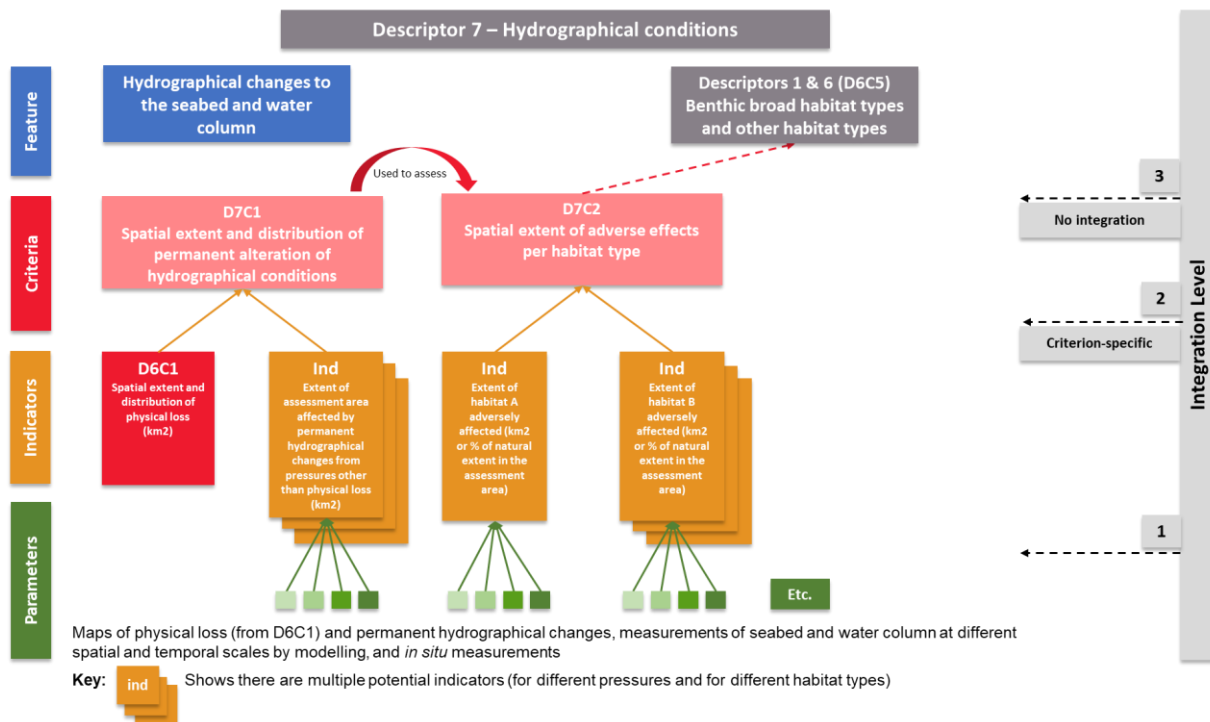 Descriptor 7 – Hydrographical conditions
Feature
Hydrographical changes to
the seabed and water
column
Descriptors 1 & 6 (D6C5)
Benthic broad habitat types
and other habitat types
Used to assess
3
No integration
Criteria
D7C1
Spatial extent and distribution of
permanent alteration of
hydrographical conditions
D7C2
Spatial extent of adverse effects
per habitat type
2
Criterion-specific
Integration Level
Indicators
D6C1
Spatial extent and
distribution of
physical loss
(km2)
Ind
Extent of
assessment area
affected by
permanent
hydrographical
changes from
pressures other
than physical loss
(km2)
Ind
Extent of
habitat A
adversely
affected (km2
or % of natural
extent in the
assessment
area)
Ind
Extent of
habitat B
adversely
affected (km2
or % of natural
extent in the
assessment
area)
1
Parameters
Etc.
Maps of physical loss (from D6C1) and permanent hydrographical changes, measurements of seabed and water column at different
spatial and temporal scales by modelling, and in situ measurements
Key:
ind
Shows there are multiple potential indicators (for different pressures and for different habitat types)